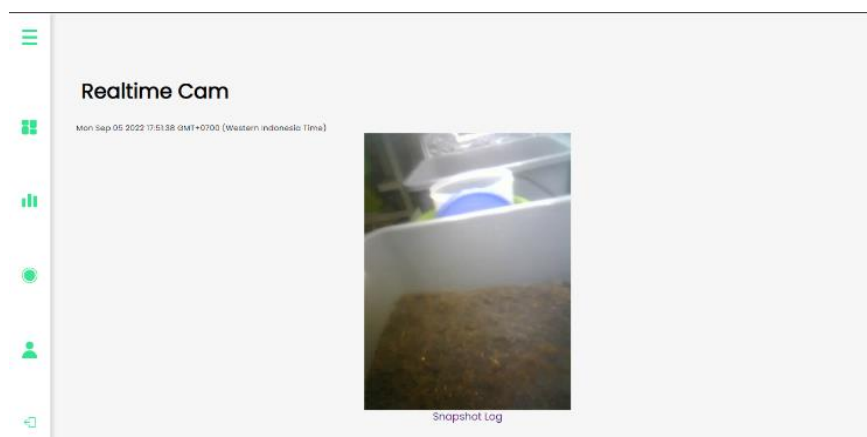 Realtime Cam
Mon Sep 05 2022 17:51:38 GMT+0700 (Western Indonesia Time)
Snapshot Log